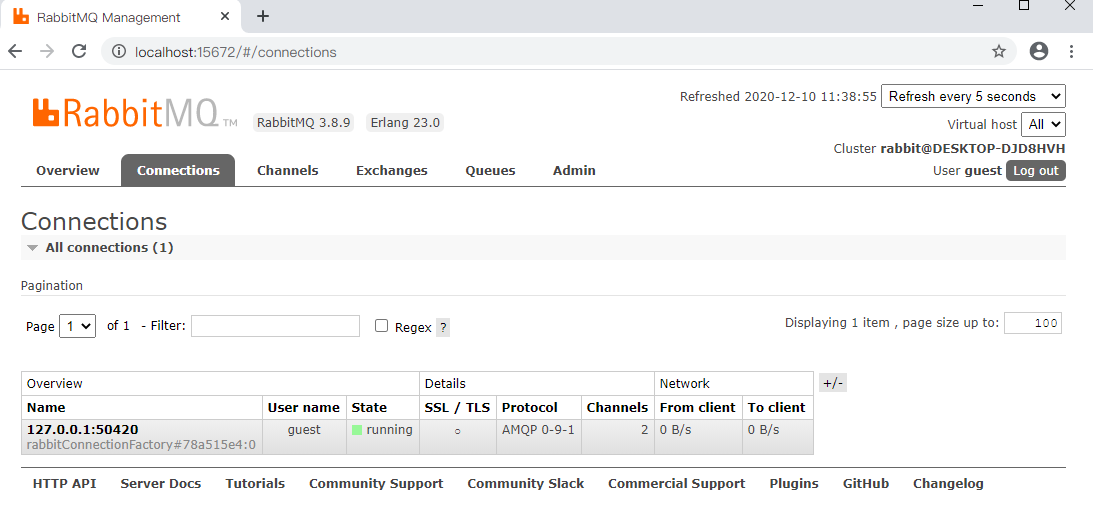 RabbitMQ Management
localhost:15672/#/connections
Refreshed 2020-12-10 11:38:55 Refresh every 5 seconds
RabbitMQ TM RabbitMQ 3.8.9 Erlang 23.0
Virtual host All
Cluster rabbit@DESKTOP-DJD8HVH
User guest Log out
Overview Connections Channels Exchanges Queues Admin
Connections
All connections (1)
Pagination
Page 1 of 1 - Filter: Regex ? Displaying 1 item , page size up to: 100
Overview Details Network +/-
Name User name State SSL / TLS Protocol Channels From client To client
127.0.0.1:50420 guest running ○ AMQP 0-9-1 2 0 B/s 0 B/s
rabbitConnectionFactory#78a515e4:0
HTTP API Server Docs Tutorials Community Support Community Slack Commercial Support Plugins GitHub Changelog